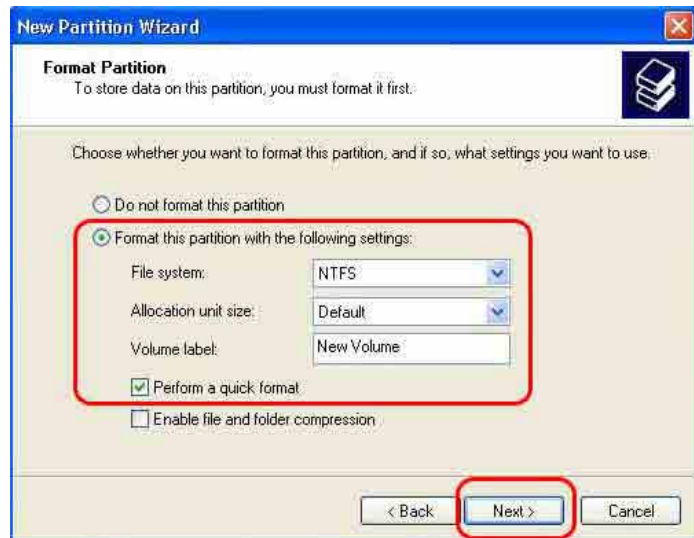 New Partition Wizard
Format Partition
To store data on this partition, you must format it first.
Choose whether you want to format this partition, and if so, what settings you want to use.
Do not format this partition
Format this partition with the following settings:
File system: NTFS
Allocation unit size: Default
Volume label: New Volume
Perform a quick format
Enable file and folder compression
< Back Next > Cancel